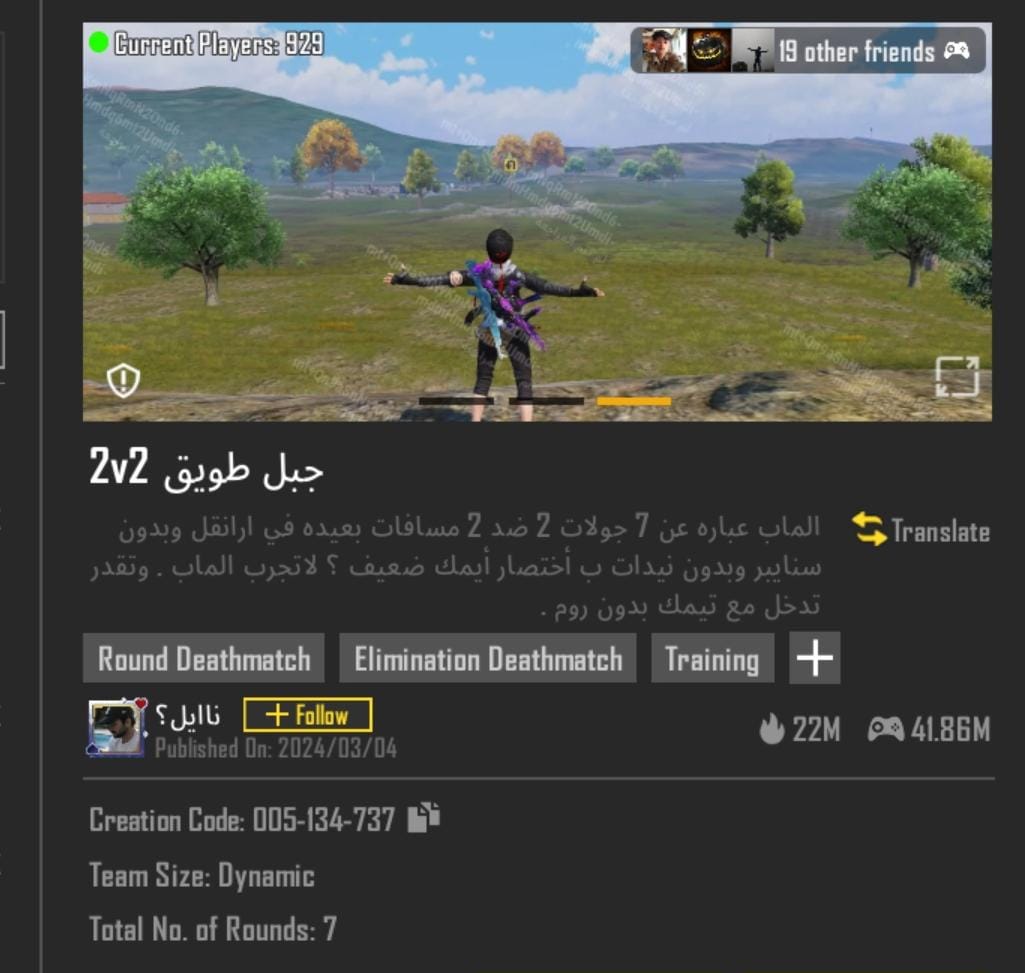 Current Players: 929
19 other friends
جبل طويق 2v2
الماب عباره عن 7 جولات 2 ضد 2 مسافات بعيده في ارانقل وبدون
سنايبر وبدون نيدات ب أختصار أيمك ضعيف ؟ لاتجرب الماب . وتقدر
تدخل مع تيمك بدون روم .
Translate
Round Deathmatch
Elimination Deathmatch
Training
ناايل؟
+ Follow
Published On: 2024/03/04
22M
41.86M
Creation Code: 005-134-737
Team Size: Dynamic
Total No. of Rounds: 7